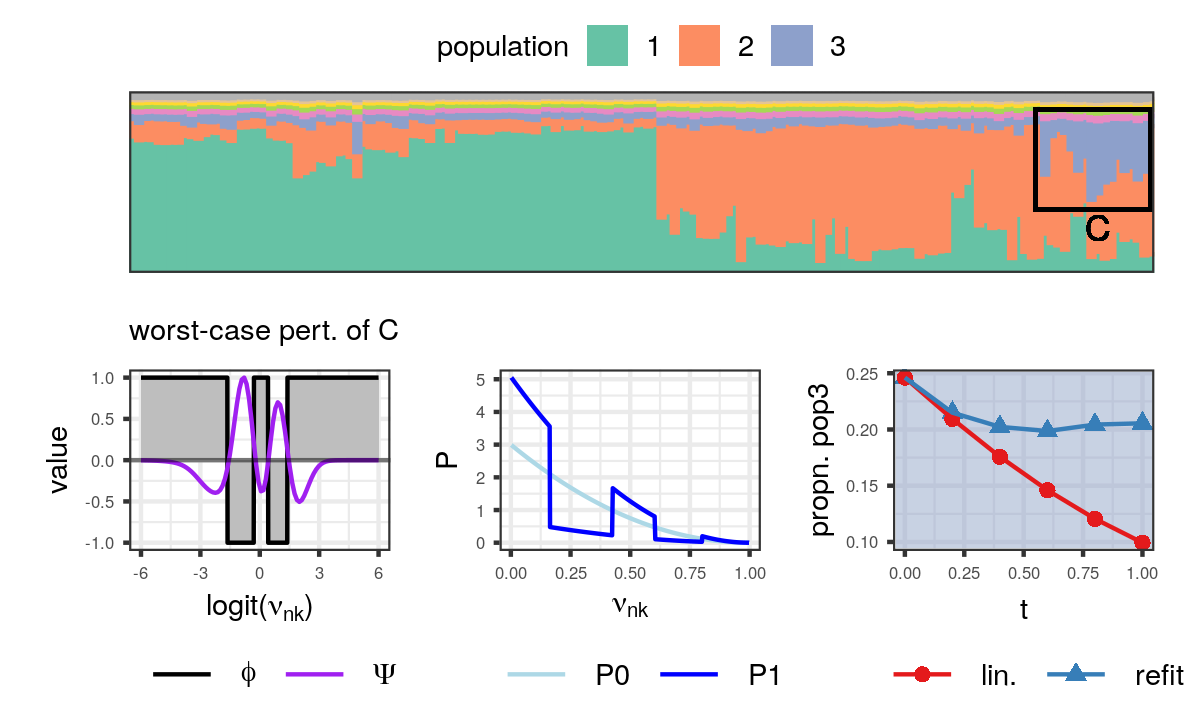 population 1 2 3
C
worst-case pert. of C
value
1.0
0.5
0.0
-0.5
-1.0
-6 -3 0 3 6
logit(νnk)
P
5
4
3
2
1
0
0.00 0.25 0.50 0.75 1.00
νnk
propn. pop3
0.25
0.20
0.15
0.10
0.00 0.25 0.50 0.75 1.00
t
ϕ Ψ P0 P1 lin. refit